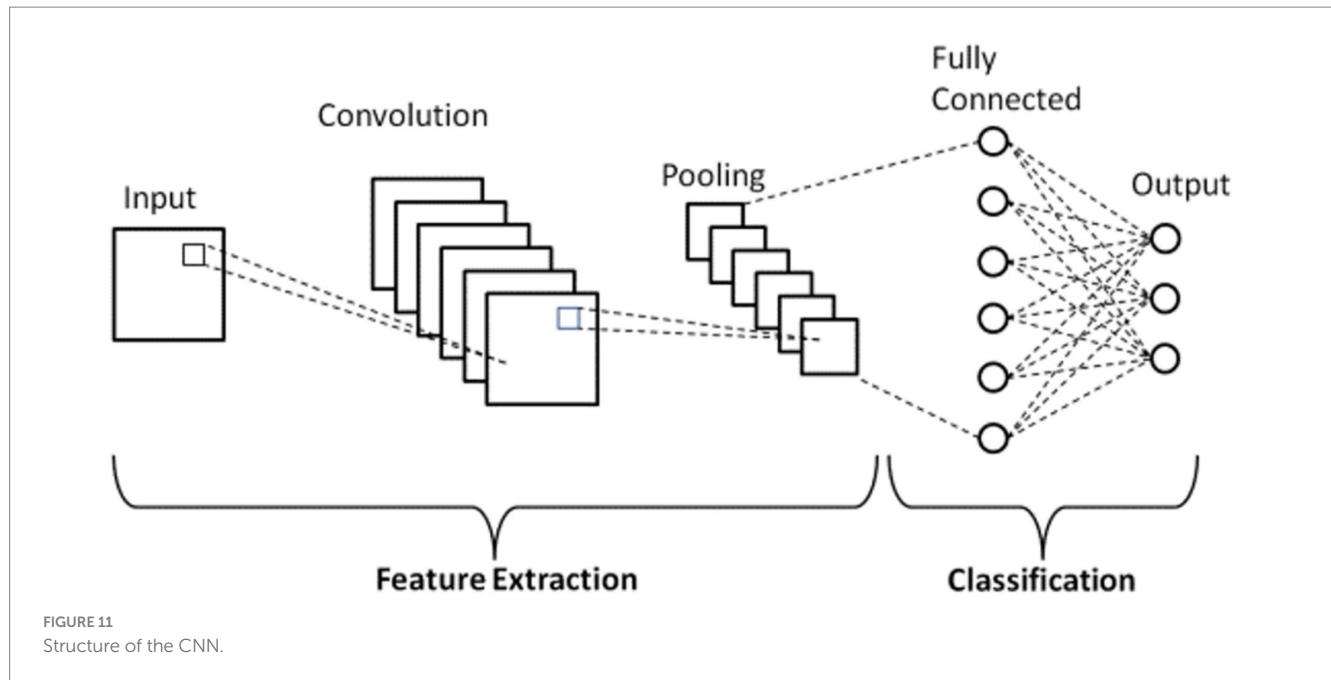 Input
Convolution
Pooling
Fully
Connected
Output
Feature Extraction
Classification
FIGURE 11
Structure of the CNN.